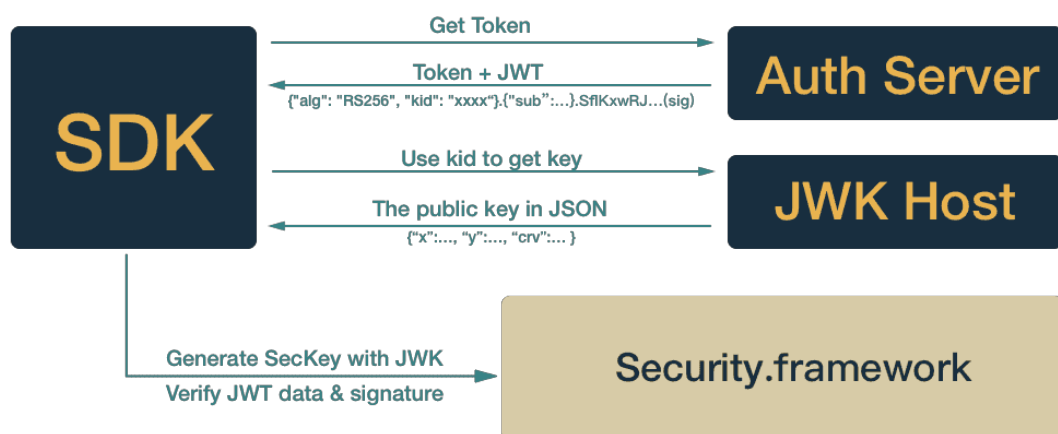 SDK
Get Token
Token + JWT
{"alg": "RS256", "kid": "xxxx“}.{"sub”:…}.SflKxwRJ…(sig)
Auth Server
Use kid to get key
The public key in JSON
{“x”:…, “y”:…, “crv”:… }
JWK Host
Generate SecKey with JWK
Verify JWT data & signature
Security.framework